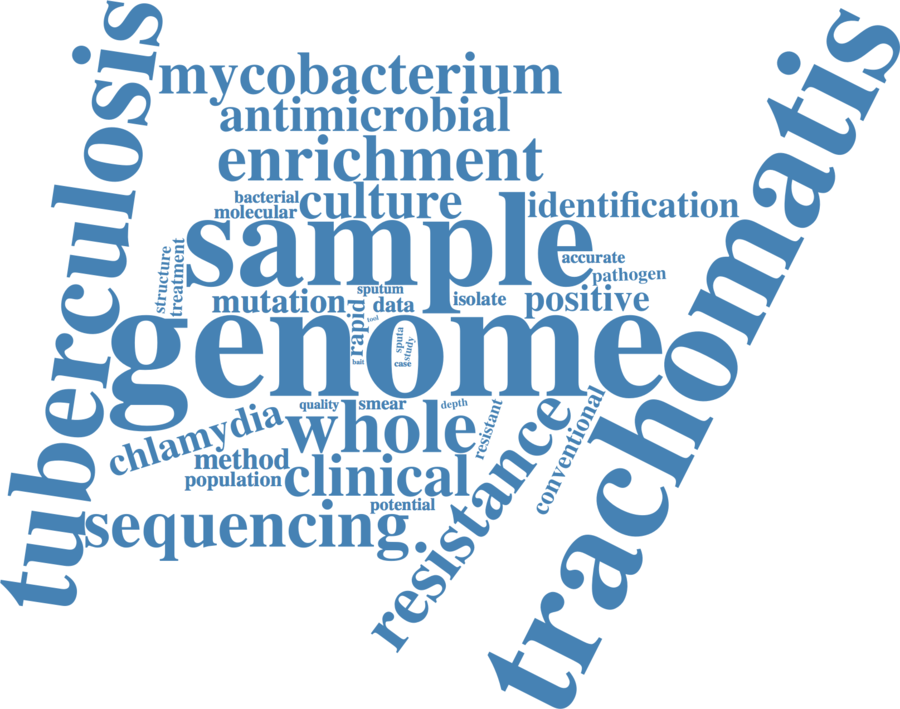 tuberculosis
trachomatis
mycobacterium
antimicrobial
enrichment
bacterial
culture
identification
molecular
sample
accurate
pathogen
structure
treatment
sputum
mutation
data
isolate
positive
rapid
tool
genome
sputa
study
bait
case
quality
smear
depth
whole
resistant
resistance
conventional
chlamydia
method
clinical
population
potential
sequencing